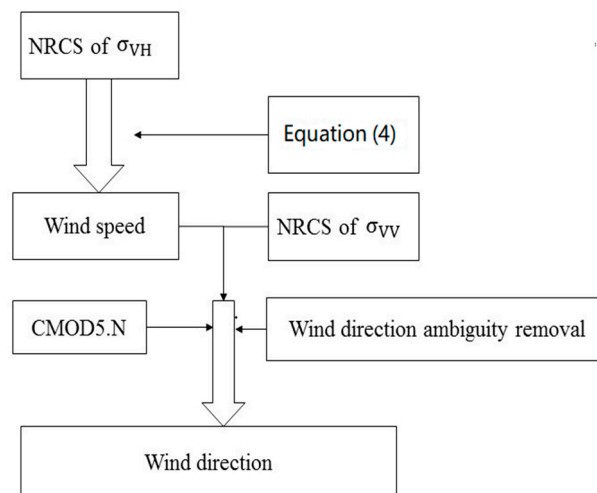 NRCS of σVH
Equation (4)
Wind speed
NRCS of σVV
CMOD5.N
Wind direction ambiguity removal
Wind direction